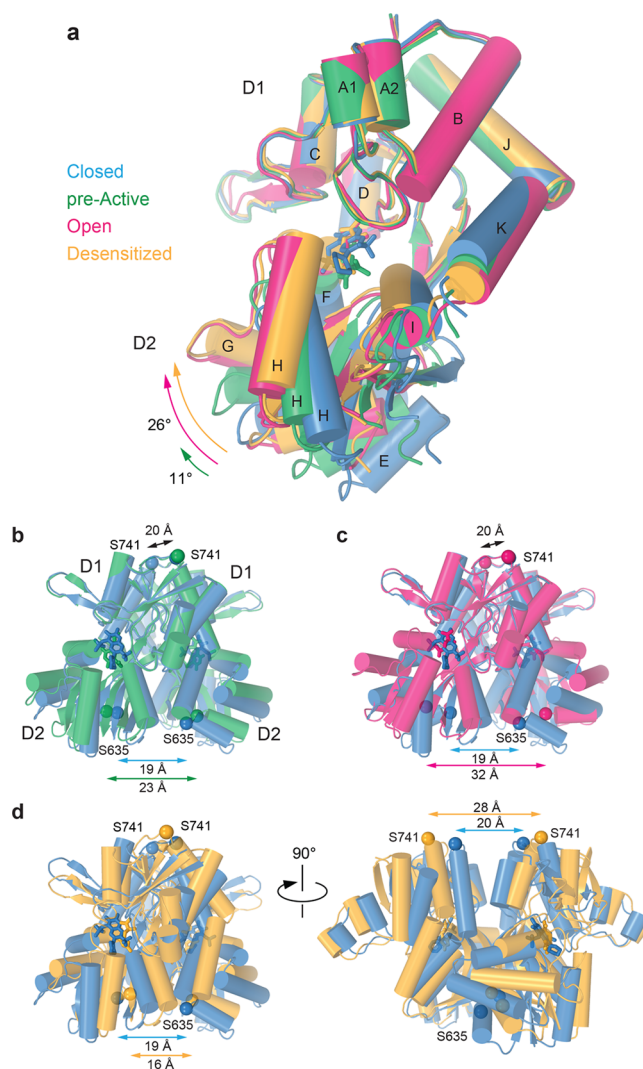 a
D1
A1
A2
B
C
J
D
Closed
pre-Active
Open
Desensitized
K
F
I
D2
G
H
H
H
26°
E
11°
b
20 Å
S741
S741
D1
D1
D2
D2
S635
19 Å
23 Å
c
20 Å
S741
S635
19 Å
32 Å
d
S741
S741
S635
19 Å
16 Å
90°
28 Å
S741
S741
20 Å
S635